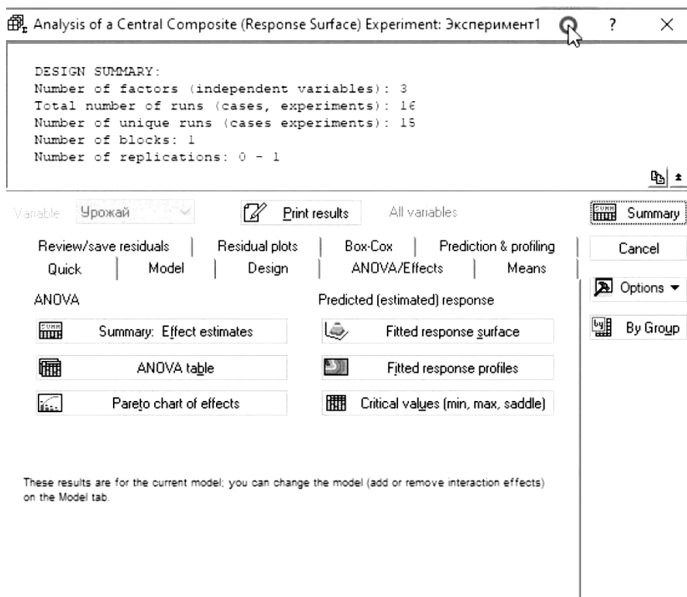 Analysis of a Central Composite (Response Surface) Experiment: Эксперимент1
?
DESIGN SUMMARY:
Number of factors (independent variables): 3
Total number of runs (cases, experiments): 16
Number of unique runs (cases experiments): 15
Number of blocks: 1
Number of replications: 0 - 1
Variable: Урожай
Print results
All variables
Summary
Review/save residuals
Residual plots
Box-Cox
Prediction & profiling
Cancel
Quick
Model
Design
ANOVA/Effects
Means
Options
ANOVA
Predicted (estimated) response
By Group
Summary: Effect estimates
Fitted response surface
ANOVA table
Fitted response profiles
Pareto chart of effects
Critical values (min, max, saddle)
These results are for the current model; you can change the model (add or remove interaction effects)
on the Model tab.